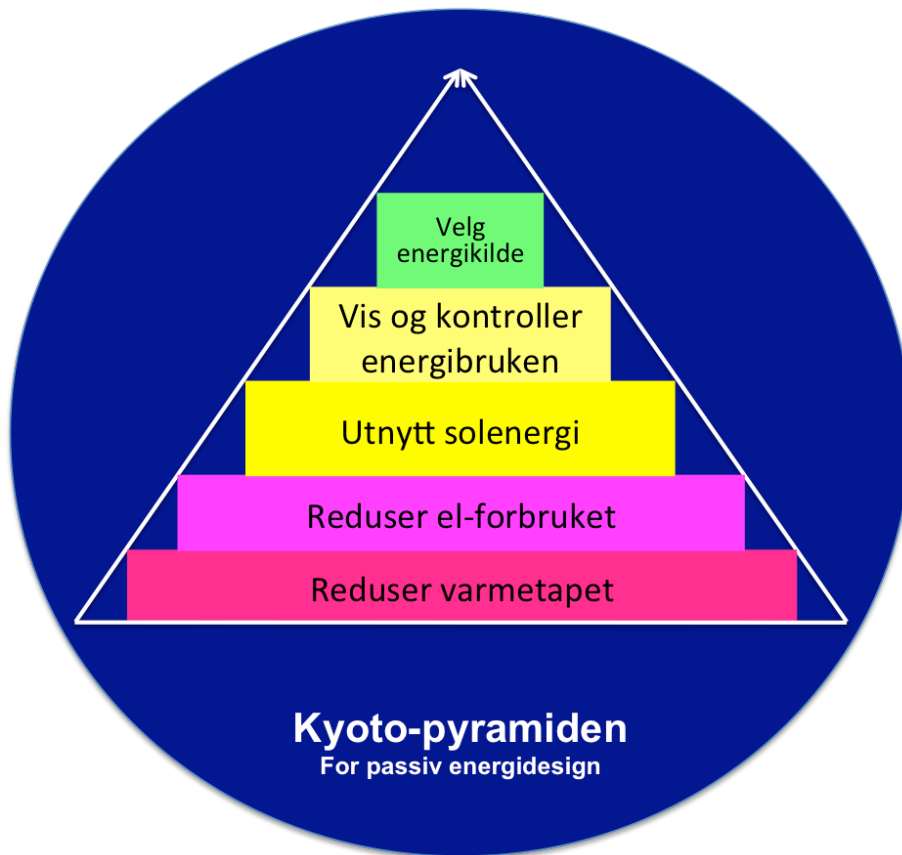 Velg
energikilde
Vis og kontroller
energibruken
Utnytt solenergi
Reduser el-forbruket
Reduser varmetapet
Kyoto-pyramiden
For passiv energidesign